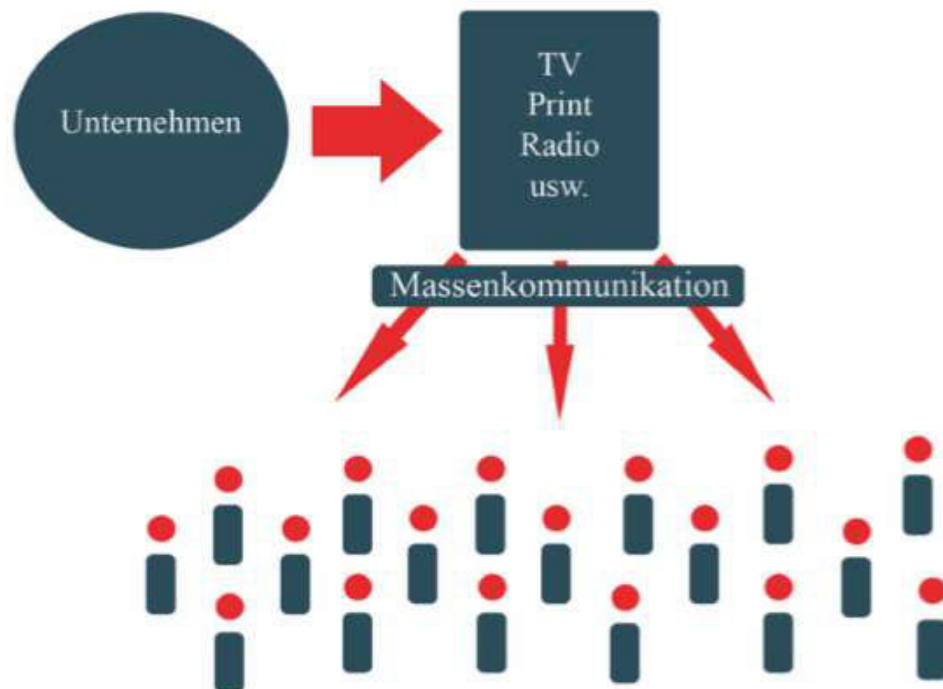 Unternehmen
TV
Print
Radio
usw.
Massenkommunikation